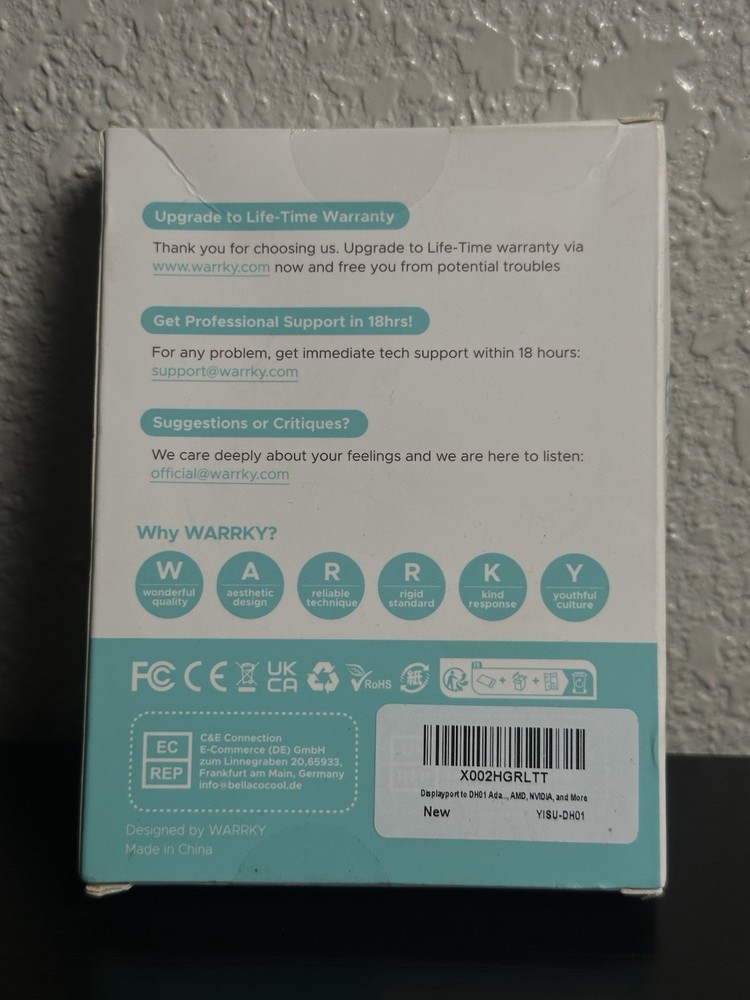 Upgrade to Life-Time Warranty
Thank you for choosing us. Upgrade to Life-Time warranty via
www.warrky.com now and free you from potential troubles
Get Professional Support in 18hrs!
For any problem, get immediate tech support within 18 hours:
support@warrky.com
Suggestions or Critiques?
We care deeply about your feelings and we are here to listen:
official@warrky.com
Why WARRKY?
W A R R K Y
wonderful quality
aesthetic design
reliable technique
rigid standard
kind response
youthful culture
FC CE UK CA RoHS 紙
EC REP
C&E Connection
E-Commerce (DE) GmbH
zum Linnegraben 20,65933,
Frankfurt am Main, Germany
info@bellacocool.de
Designed by WARRKY
Made in China
X002HGRLTT
Displayport to DH01 Ada..., AMD, NVIDIA, and More
New YISU-DH01